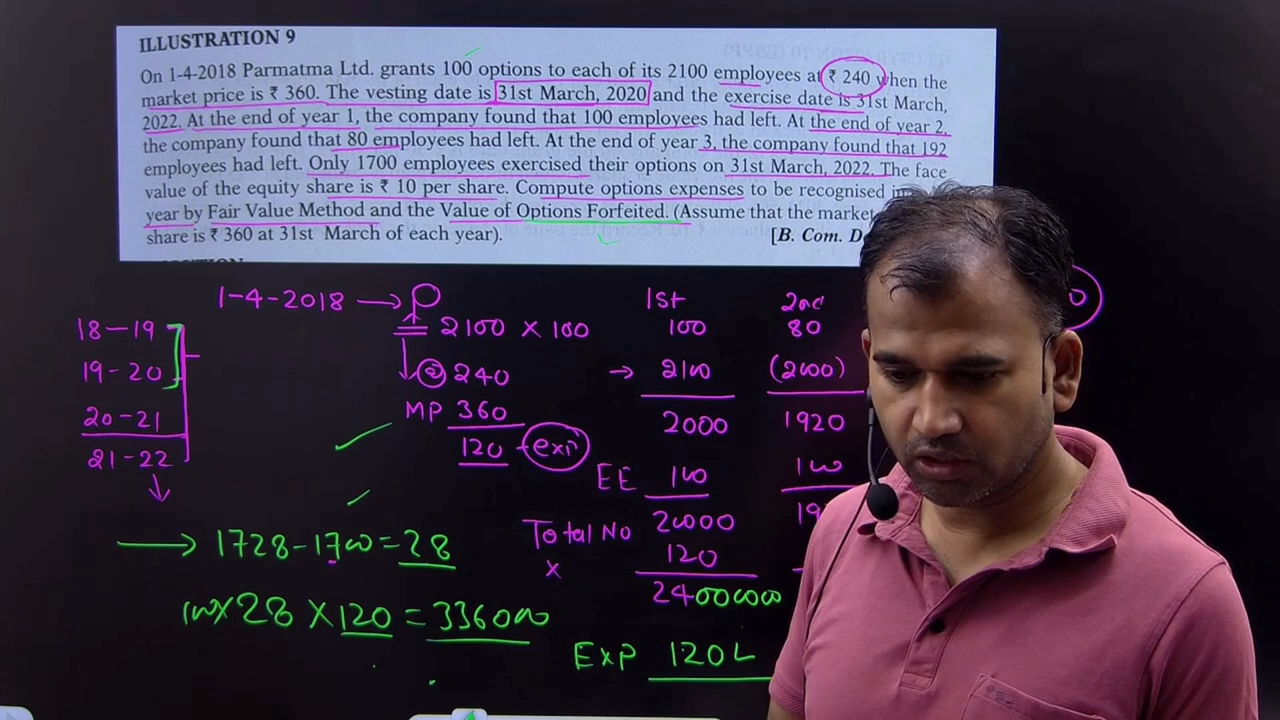 ILLUSTRATION 9
On 1-4-2018 Parmatma Ltd. grants 100 options to each of its 2100 employees at ₹ 240 when the
market price is ₹ 360. The vesting date is 31st March, 2020 and the exercise date is 31st March,
2022. At the end of year 1, the company found that 100 employees had left. At the end of year 2,
the company found that 80 employees had left. At the end of year 3, the company found that 192
employees had left. Only 1700 employees exercised their options on 31st March, 2022. The face
value of the equity share is ₹ 10 per share. Compute options expenses to be recognised in
year by Fair Value Method and the Value of Options Forfeited. (Assume that the market
share is ₹ 360 at 31st March of each year). [B. Com.
1-4-2018 → P
18-19
19-20
20-21
21-22
2100 × 100
@ 240
MP 360
120 - exp
1st 2nd
100 80
→ 2100 (2000)
2000 1920
EE 100 100
Total No 20000 19
× 120
24000000
Exp 120L
→ 1728-1700=28
100×28×120=336000